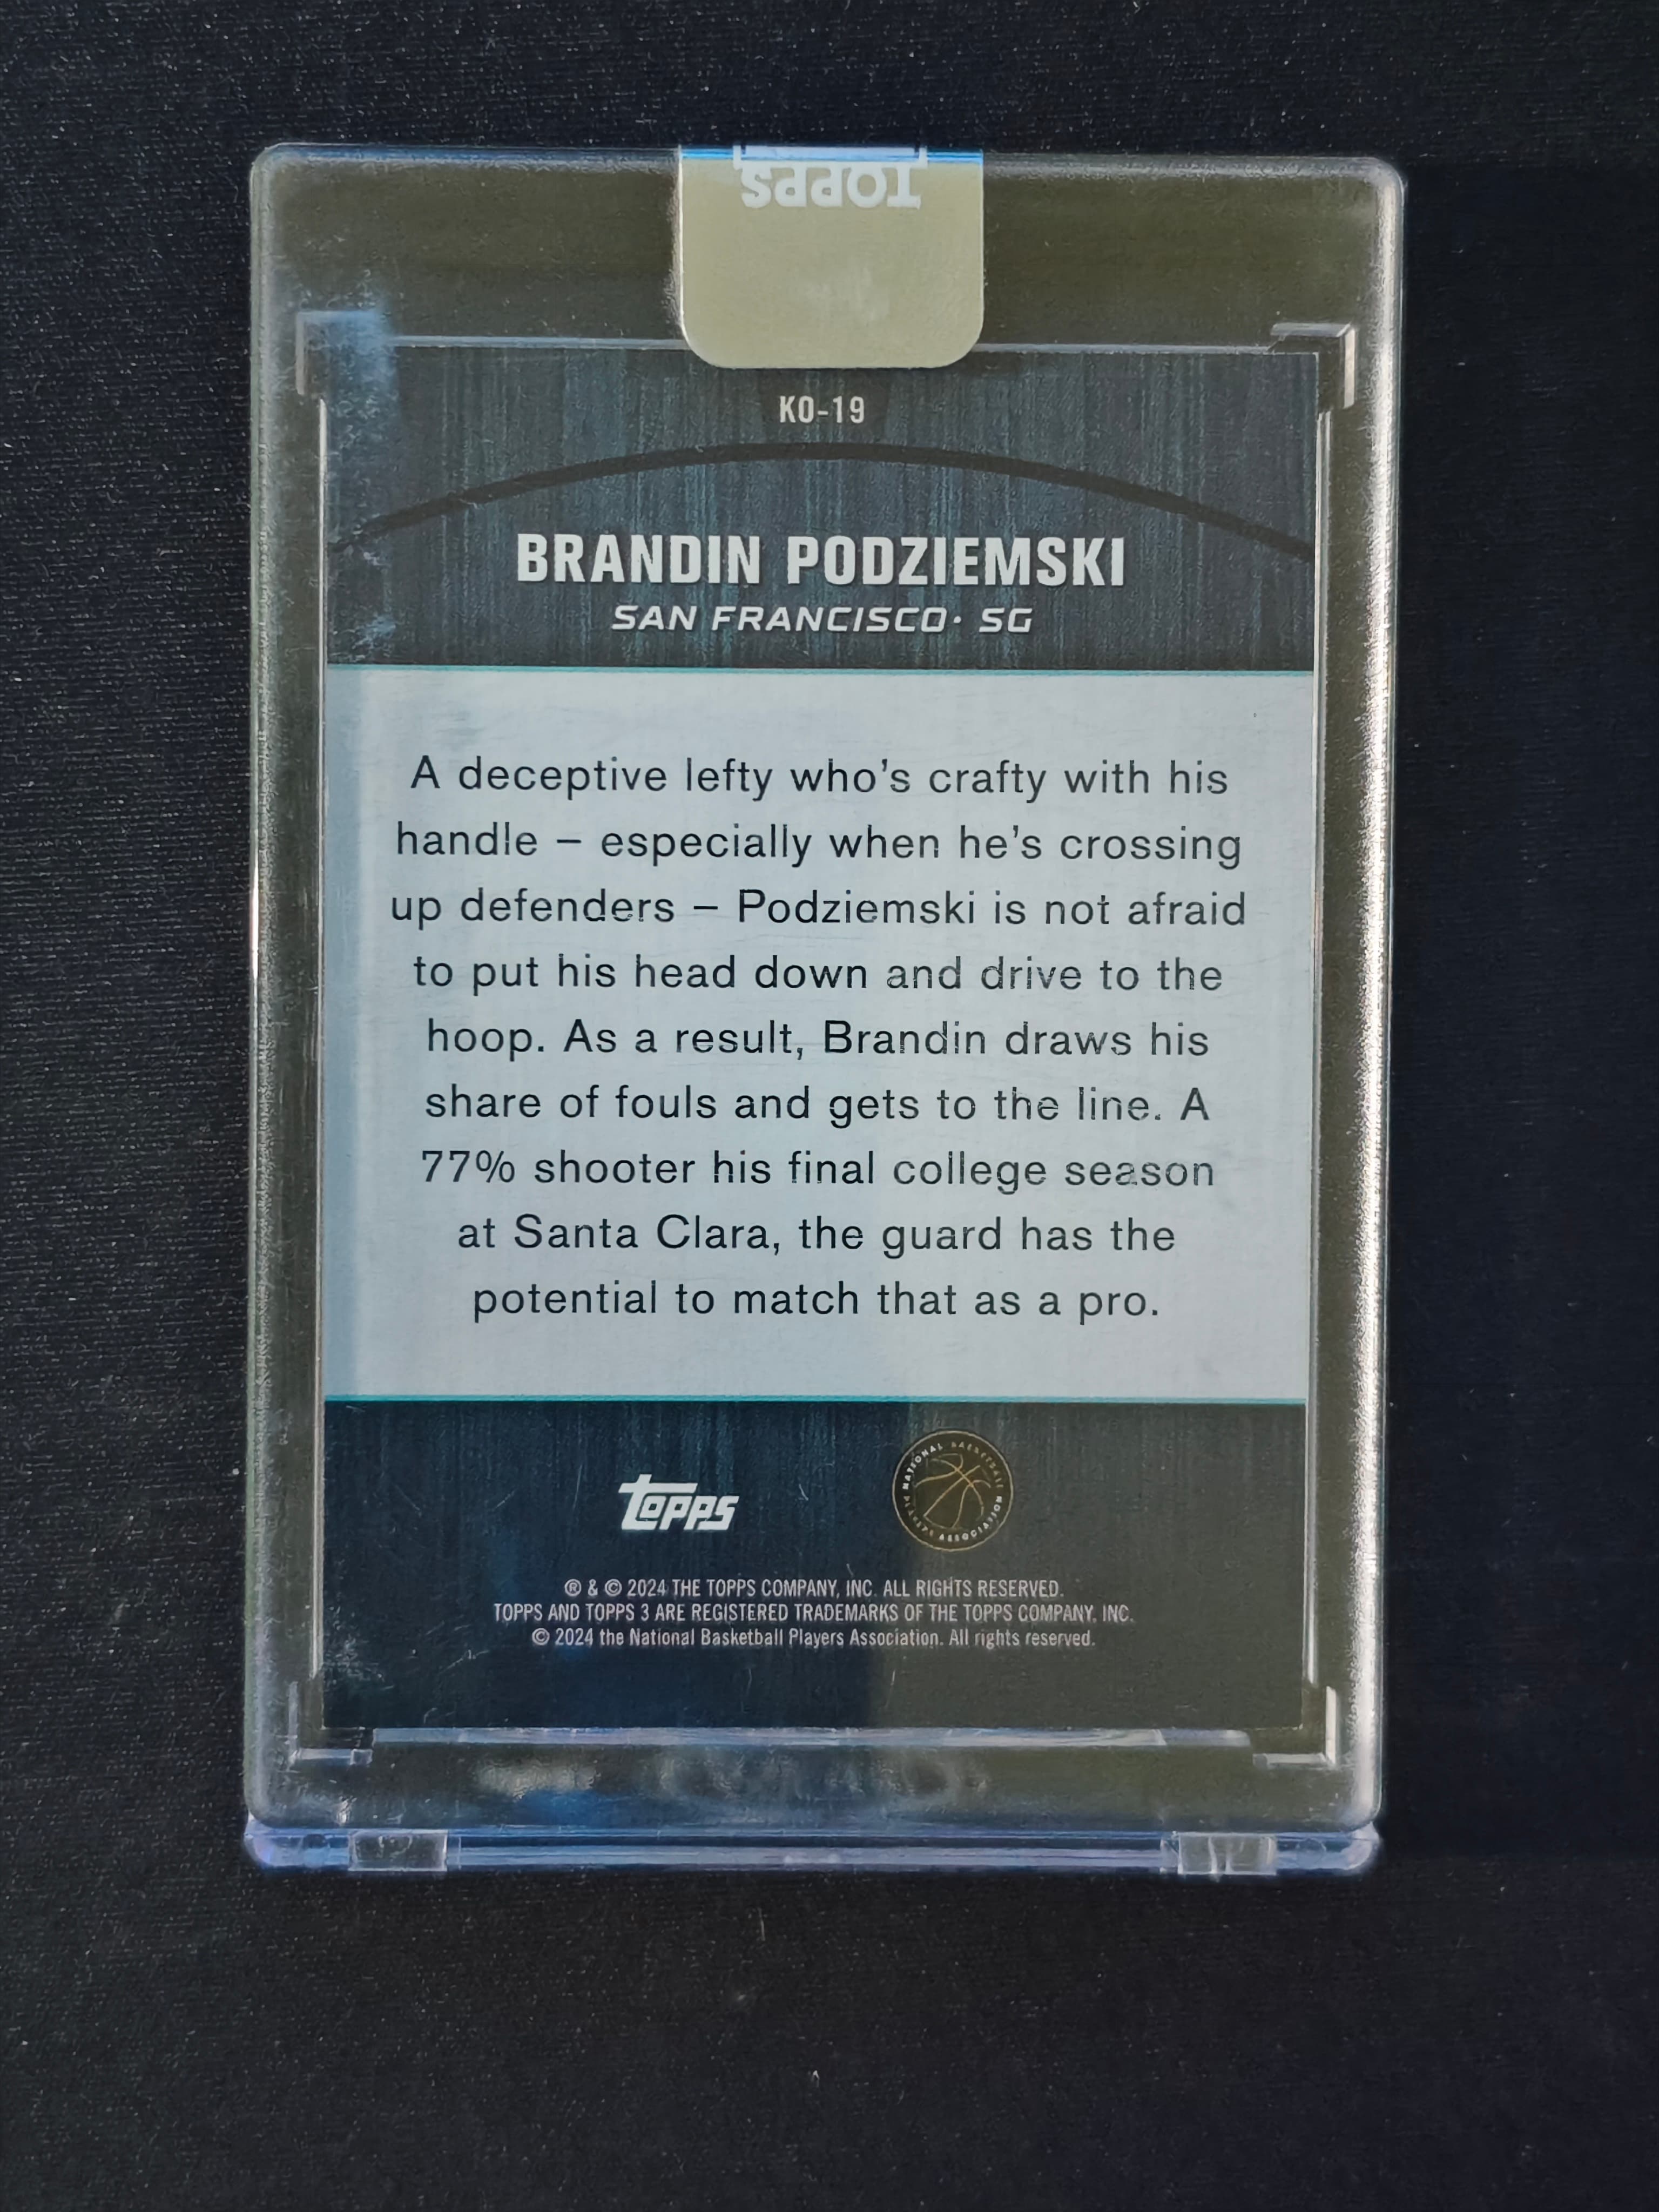 TOPPS
KO-19
BRANDIN PODZIEMSKI
SAN FRANCISCO· SG
A deceptive lefty who's crafty with his
handle – especially when he's crossing
up defenders – Podziemski is not afraid
to put his head down and drive to the
hoop. As a result, Brandin draws his
share of fouls and gets to the line. A
77% shooter his final college season
at Santa Clara, the guard has the
potential to match that as a pro.
topps
NATIONAL BASKETBALL PLAYERS ASSOCIATION
® & © 2024 THE TOPPS COMPANY, INC. ALL RIGHTS RESERVED.
TOPPS AND TOPPS 3 ARE REGISTERED TRADEMARKS OF THE TOPPS COMPANY, INC.
© 2024 the National Basketball Players Association. All rights reserved.